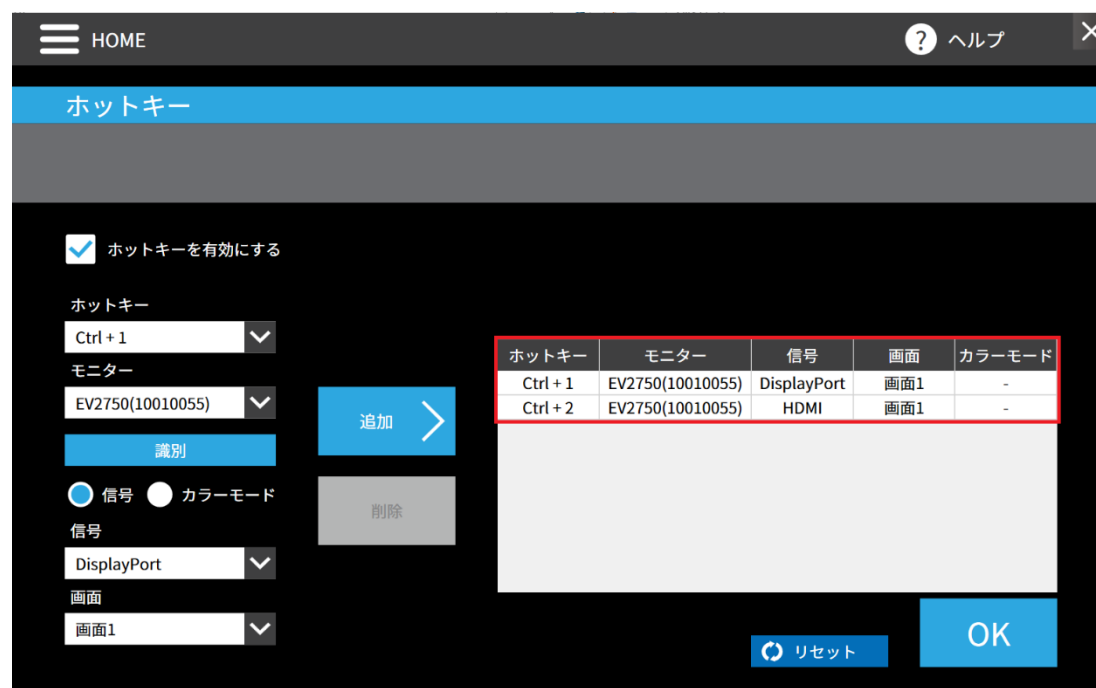 HOME
? ヘルプ
ホットキー
ホットキーを有効にする
ホットキー
Ctrl + 1
モニター
EV2750(10010055)
識別
信号 カラーモード
信号
DisplayPort
画面
画面1
追加
削除
ホットキー モニター 信号 画面 カラーモード
Ctrl + 1 EV2750(10010055) DisplayPort 画面1 -
Ctrl + 2 EV2750(10010055) HDMI 画面1 -
リセット
OK